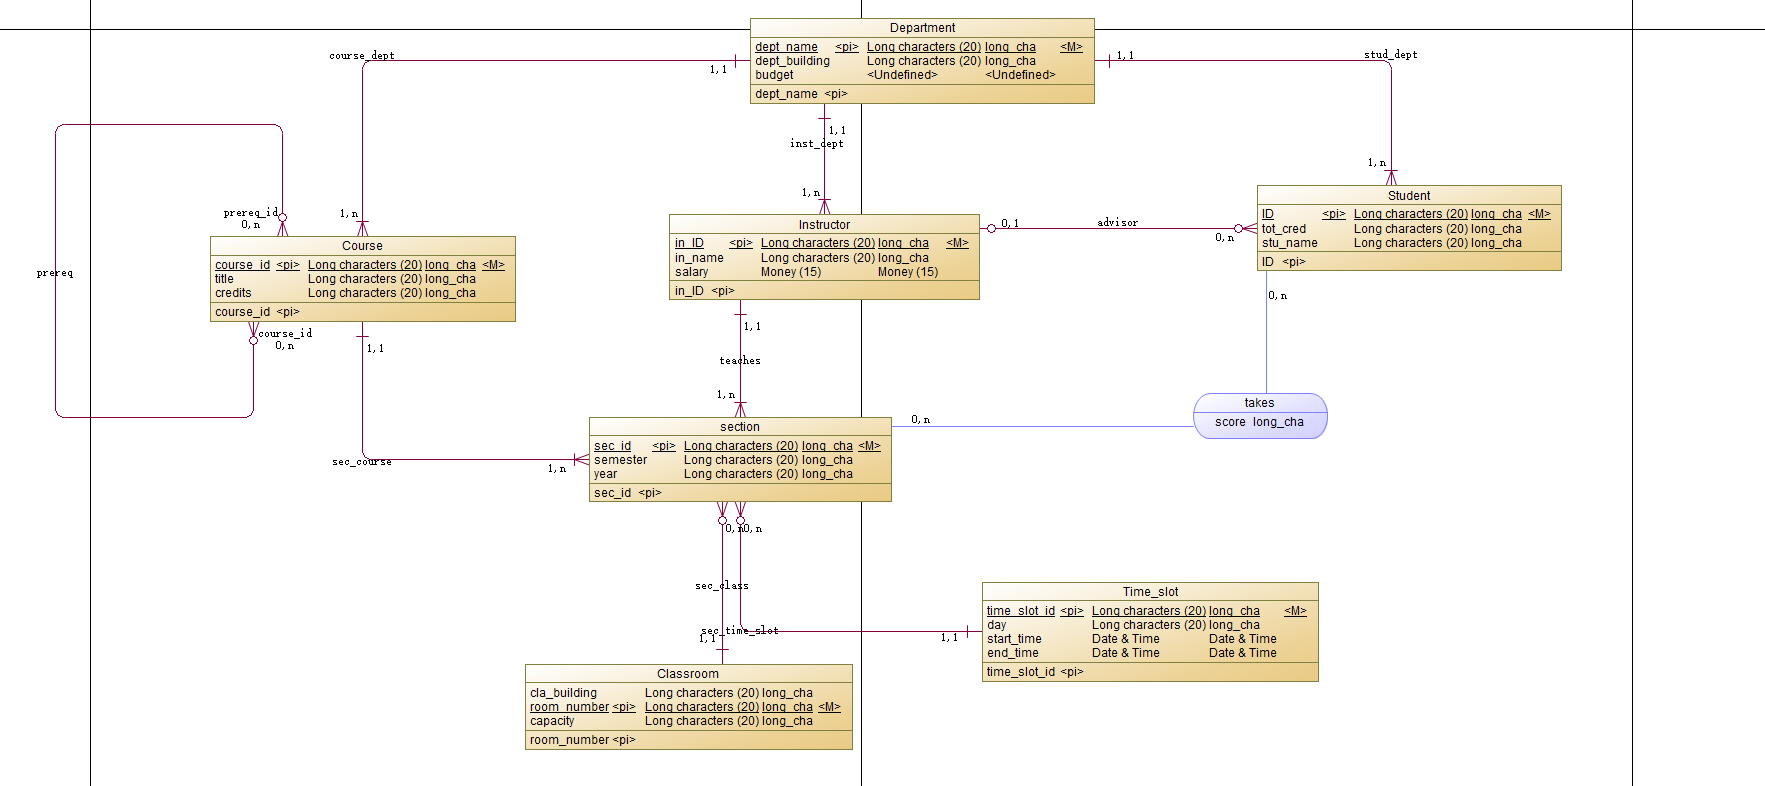 Department
dept_name <pi> Long characters (20) long_cha <M>
dept_building Long characters (20) long_cha
budget <Undefined> <Undefined>
dept_name <pi>
course_dept
1,1
1,1
stud_dept
1,1
inst_dept
1,n
1,n
1,n
prereq_id
0,n
prereq
Course
course_id <pi> Long characters (20) long_cha <M>
title Long characters (20) long_cha
credits Long characters (20) long_cha
course_id <pi>
course_id
0,n
1,1
Instructor
in_ID <pi> Long characters (20) long_cha <M>
in_name Long characters (20) long_cha
salary Money (15) Money (15)
in_ID <pi>
0,1
advisor
0,n
Student
ID <pi> Long characters (20) long_cha <M>
tot_cred Long characters (20) long_cha
stu_name Long characters (20) long_cha
ID <pi>
0,n
1,1
teaches
1,n
takes
score long_cha
0,n
sec_course
1,n
section
sec_id <pi> Long characters (20) long_cha <M>
semester Long characters (20) long_cha
year Long characters (20) long_cha
sec_id <pi>
0,n
0,n
sec_class
sec_time_slot
1,1
1,1
Time_slot
time_slot_id <pi> Long characters (20) long_cha <M>
day Long characters (20) long_cha
start_time Date & Time Date & Time
end_time Date & Time Date & Time
time_slot_id <pi>
Classroom
cla_building Long characters (20) long_cha
room_number <pi> Long characters (20) long_cha <M>
capacity Long characters (20) long_cha
room_number <pi>